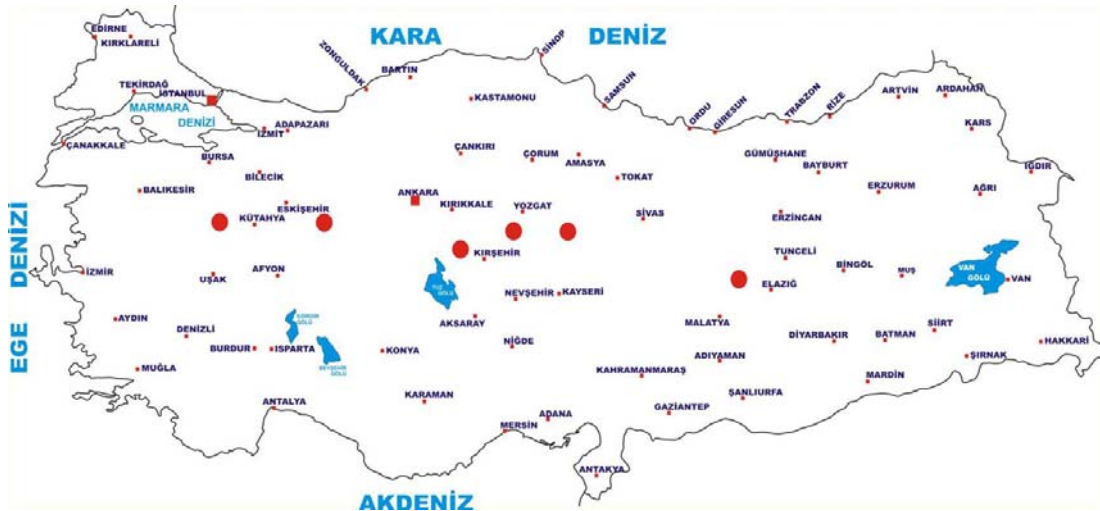 KARA DENİZ
SİNOP
EDİRNE
KIRKLARELİ
ZONGULDAK
BARTIN
TEKİRDAĞ
İSTANBUL
KASTAMONU
SAMSUN
ORDU
GİRESUN
TRABZON
RİZE
ARTVİN
ARDAHAN
MARMARA
DENİZİ
KARS
İZMİT
ADAPAZARI
ÇANAKKALE
BURSA
BİLECİK
ÇANKIRI
ÇORUM
AMASYA
GÜMÜŞHANE
BAYBURT
IĞDIR
BALIKESİR
ANKARA
TOKAT
ERZURUM
AĞRI
ESKİŞEHİR
KÜTAHYA
KIRIKKALE
YOZGAT
SİVAS
ERZİNCAN
EGE DENİZİ
KIRŞEHİR
TUNCELİ
İZMİR
UŞAK
AFYON
BİNGÖL
MUŞ
VAN
GÖLÜ
VAN
TUZ
GÖLÜ
NEVŞEHİR
KAYSERİ
ELAZIĞ
AYDIN
AKSARAY
MALATYA
DENİZLİ
GÖLÜ
DİYARBAKIR
BATMAN
SİİRT
HAKKARİ
BURDUR
ISPARTA
KONYA
NİĞDE
ŞIRNAK
MUĞLA
BEYŞEHİR
GÖLÜ
ADIYAMAN
KAHRAMANMARAŞ
MARDİN
ANTALYA
KARAMAN
ŞANLIURFA
GAZİANTEP
MERSİN
ADANA
ANTAKYA
AKDENİZ